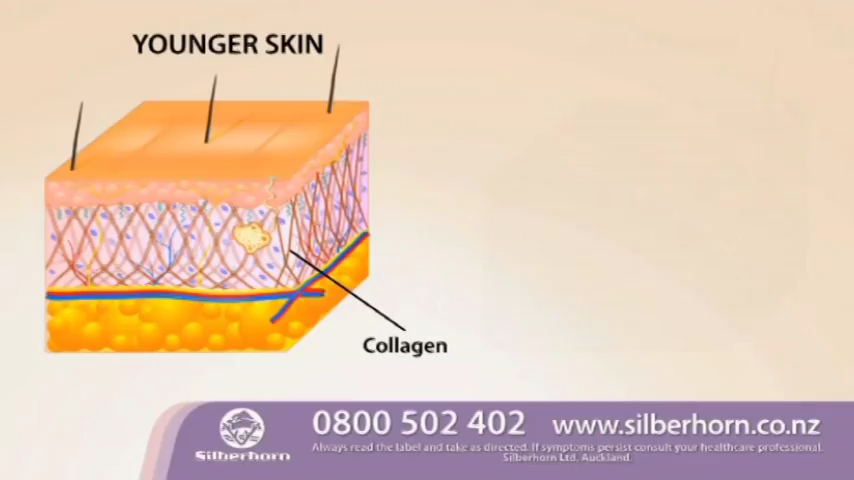 YOUNGER SKIN
Collagen
0800 502 402 www.silberhorn.co.nz
Silberhorn
Always read the label and take as directed. If symptoms persist consult your healthcare professional.
Silberhorn Ltd. Auckland.